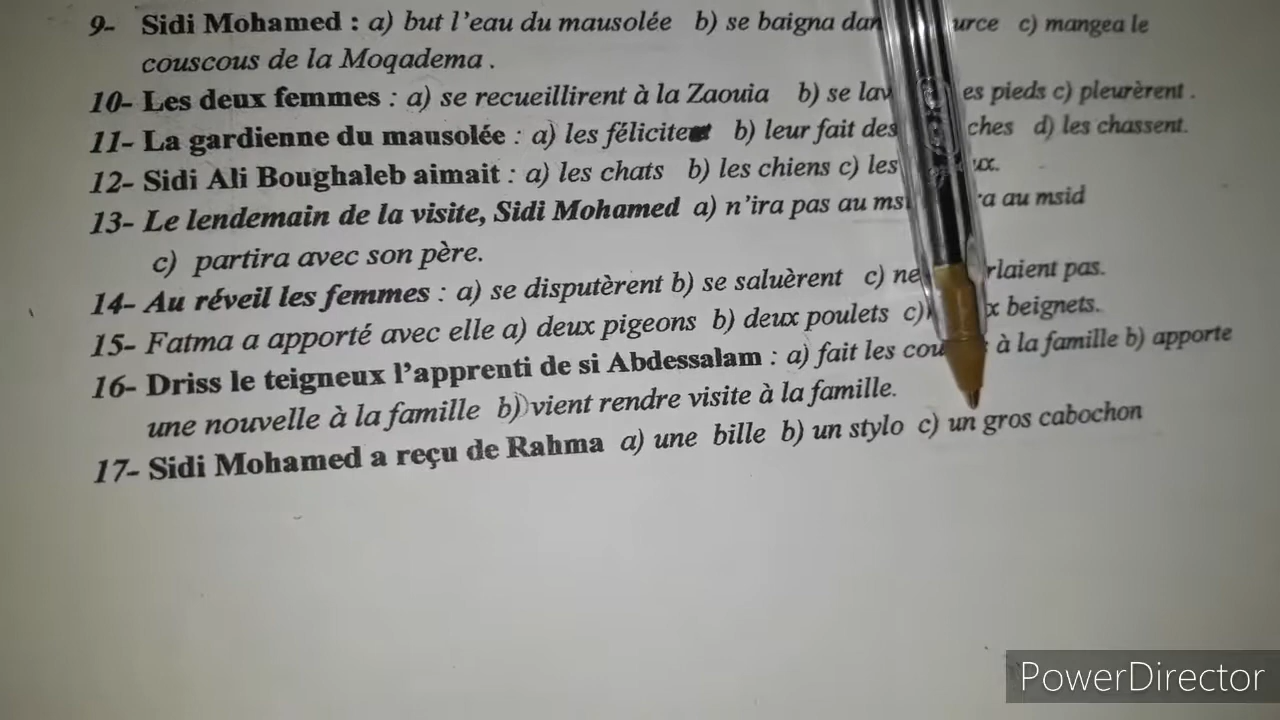 9- Sidi Mohamed : a) but l'eau du mausolée b) se baigna dan urce c) mangea le
couscous de la Moqadema .
10- Les deux femmes : a) se recueillirent à la Zaouia b) se lav es pieds c) pleurèrent .
11- La gardienne du mausolée : a) les félicitent b) leur fait des ches d) les chassent.
12- Sidi Ali Boughaleb aimait : a) les chats b) les chiens c) les ux.
13- Le lendemain de la visite, Sidi Mohamed a) n'ira pas au ms ra au msid
c) partira avec son père.
14- Au réveil les femmes : a) se disputèrent b) se saluèrent c) ne rlaient pas.
15- Fatma a apporté avec elle a) deux pigeons b) deux poulets c) x beignets.
16- Driss le teigneux l'apprenti de si Abdessalam : a) fait les cou à la famille b) apporte
une nouvelle à la famille b) vient rendre visite à la famille.
17- Sidi Mohamed a reçu de Rahma a) une bille b) un stylo c) un gros cabochon
PowerDirector